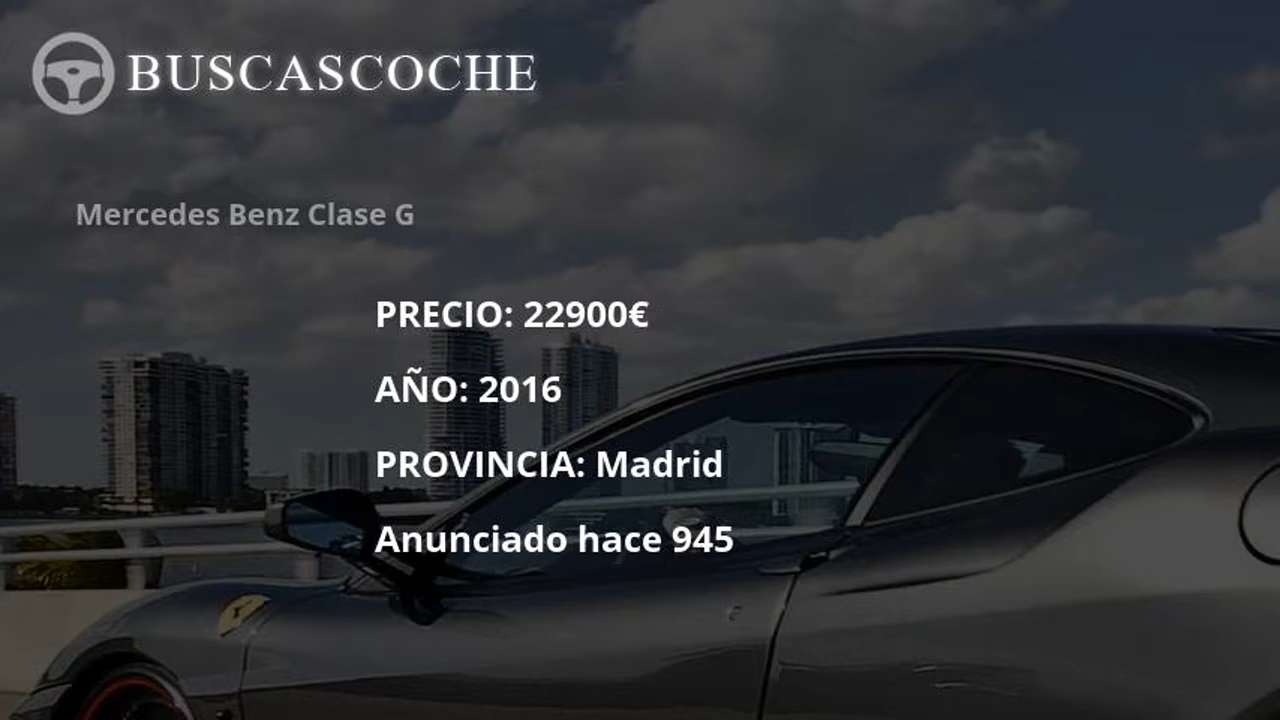 BUSCASCOCHE
Mercedes Benz Clase G
PRECIO: 22900€
AÑO: 2016
PROVINCIA: Madrid
Anunciado hace 945